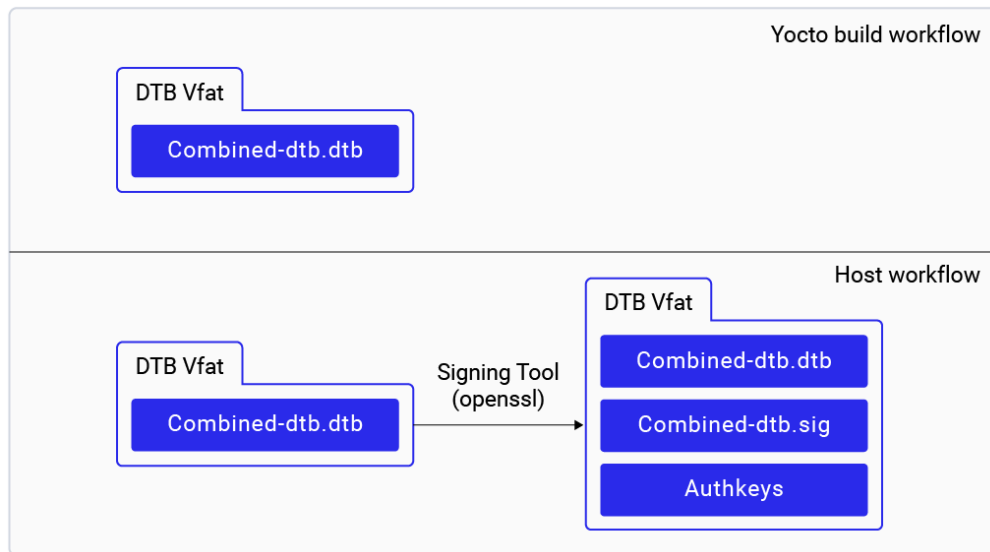 Yocto build workflow
DTB Vfat
Combined-dtb.dtb
Host workflow
DTB Vfat
Combined-dtb.dtb
Signing Tool
(openssl)
DTB Vfat
Combined-dtb.dtb
Combined-dtb.sig
Authkeys